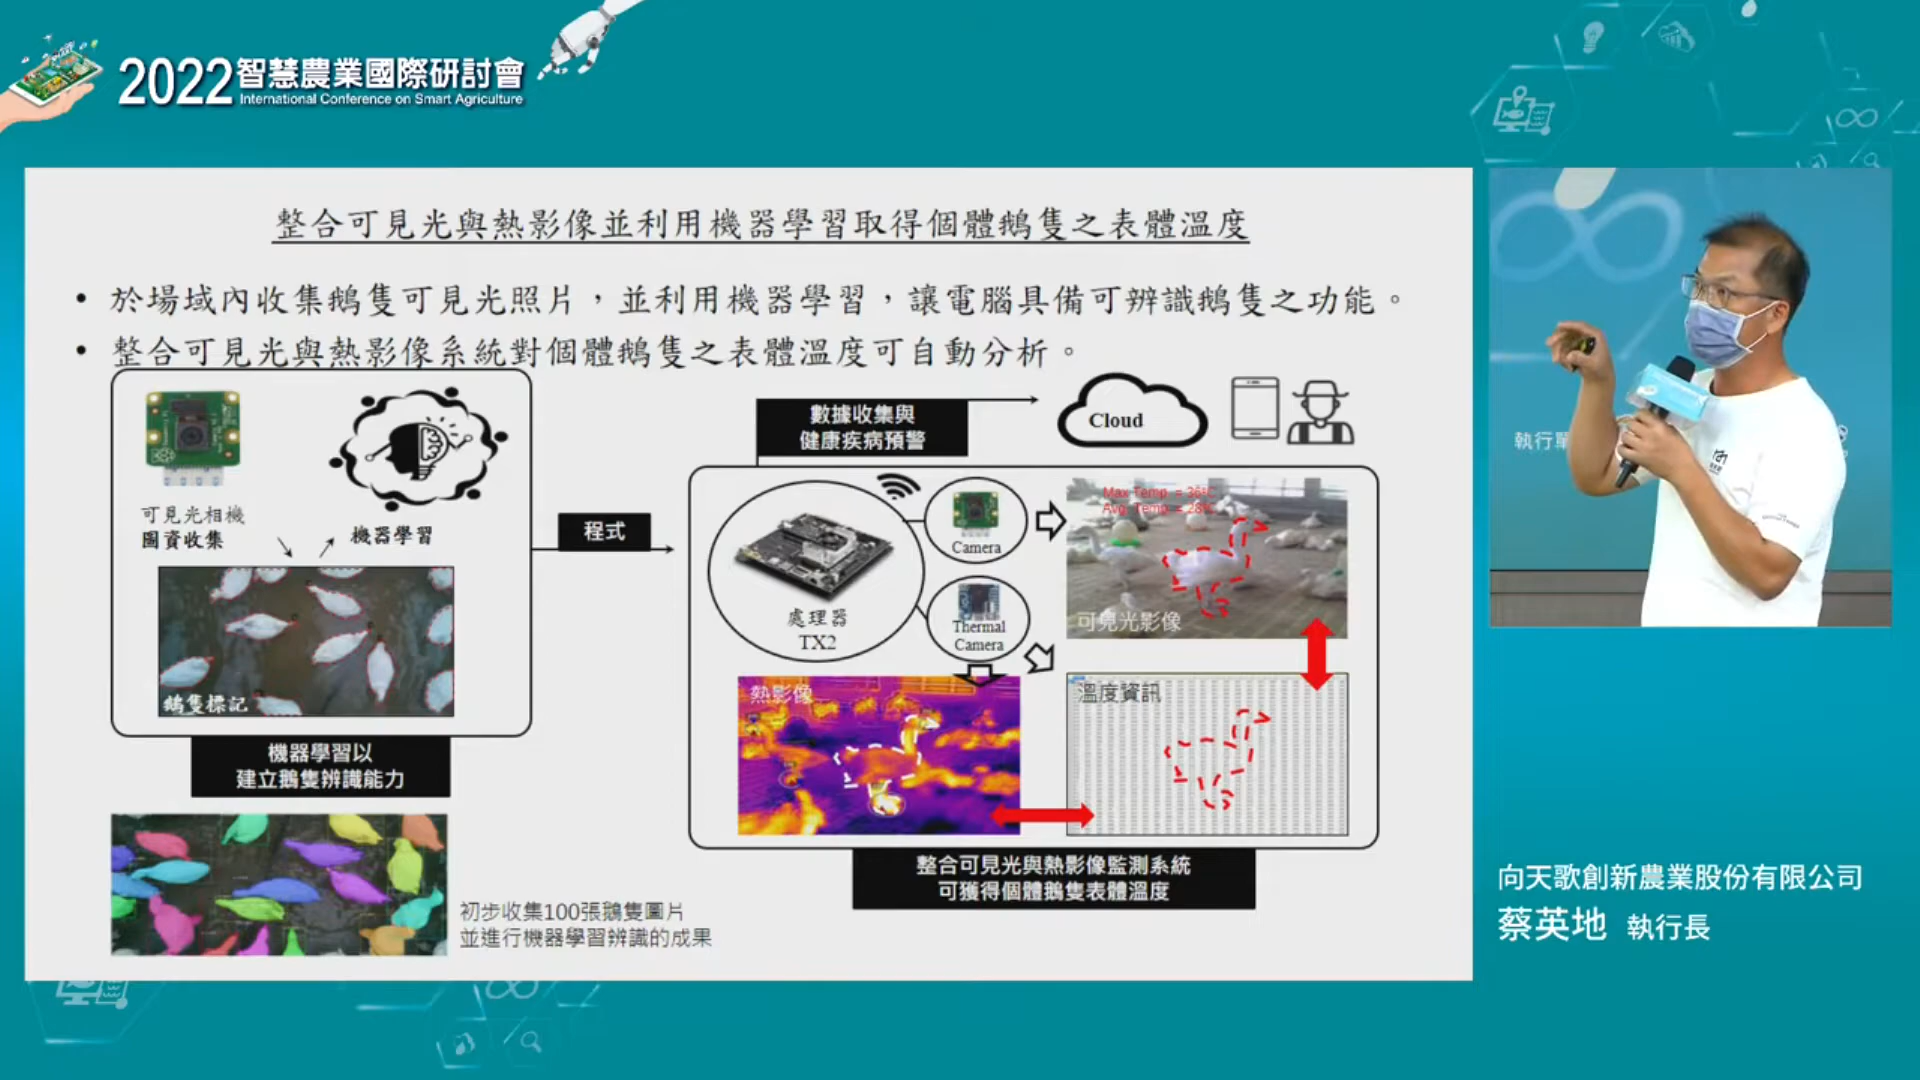 2022智慧農業國際研討會
International Conference on Smart Agriculture
整合可見光與熱影像並利用機器學習取得個體鵝隻之表體溫度
• 於場域內收集鵝隻可見光照片，並利用機器學習，讓電腦具備可辨識鵝隻之功能。
• 整合可見光與熱影像系統對個體鵝隻之表體溫度可自動分析。
可見光相機
圖資收集
機器學習
鵝隻標記
機器學習以
建立鵝隻辨識能力
初步收集100張鵝隻圖片
並進行機器學習辨識的成果
程式
數據收集與
健康疾病預警
Cloud
處理器
TX2
Camera
Thermal
Camera
Max Temp. = 36°C
Avg. Temp. = 28°C
可見光影像
熱影像
溫度資訊
整合可見光與熱影像監測系統
可獲得個體鵝隻表體溫度
執行單
向天歌創新農業股份有限公司
蔡英地 執行長